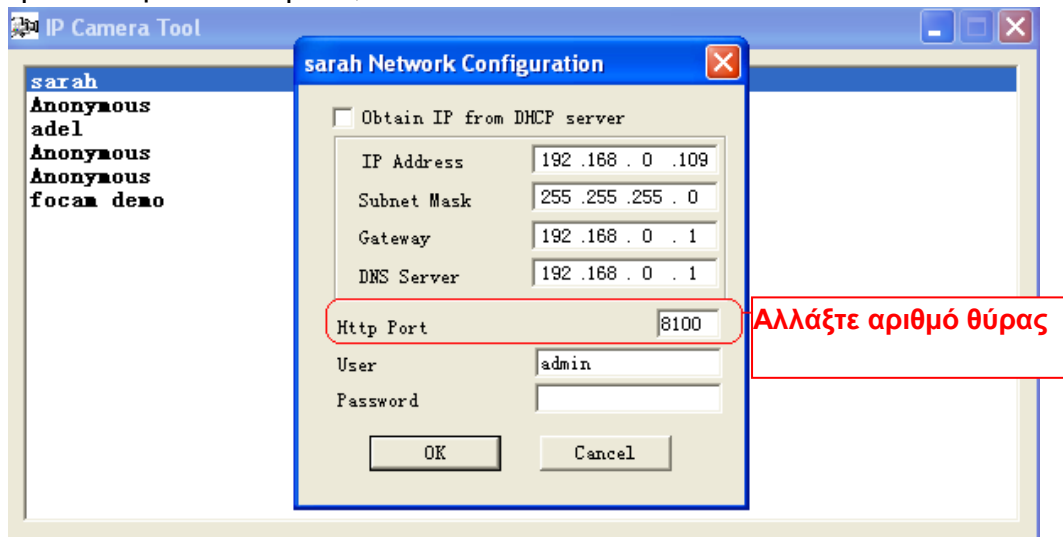 IP Camera Tool
sarah
Anonymous
adel
Anonymous
Anonymous
focam demo
sarah Network Configuration
Obtain IP from DHCP server
IP Address 192 .168 . 0 .109
Subnet Mask 255 .255 .255 . 0
Gateway 192 .168 . 0 . 1
DNS Server 192 .168 . 0 . 1
Http Port 8100
Αλλάξτε αριθμό θύρας
User admin
Password
OK Cancel